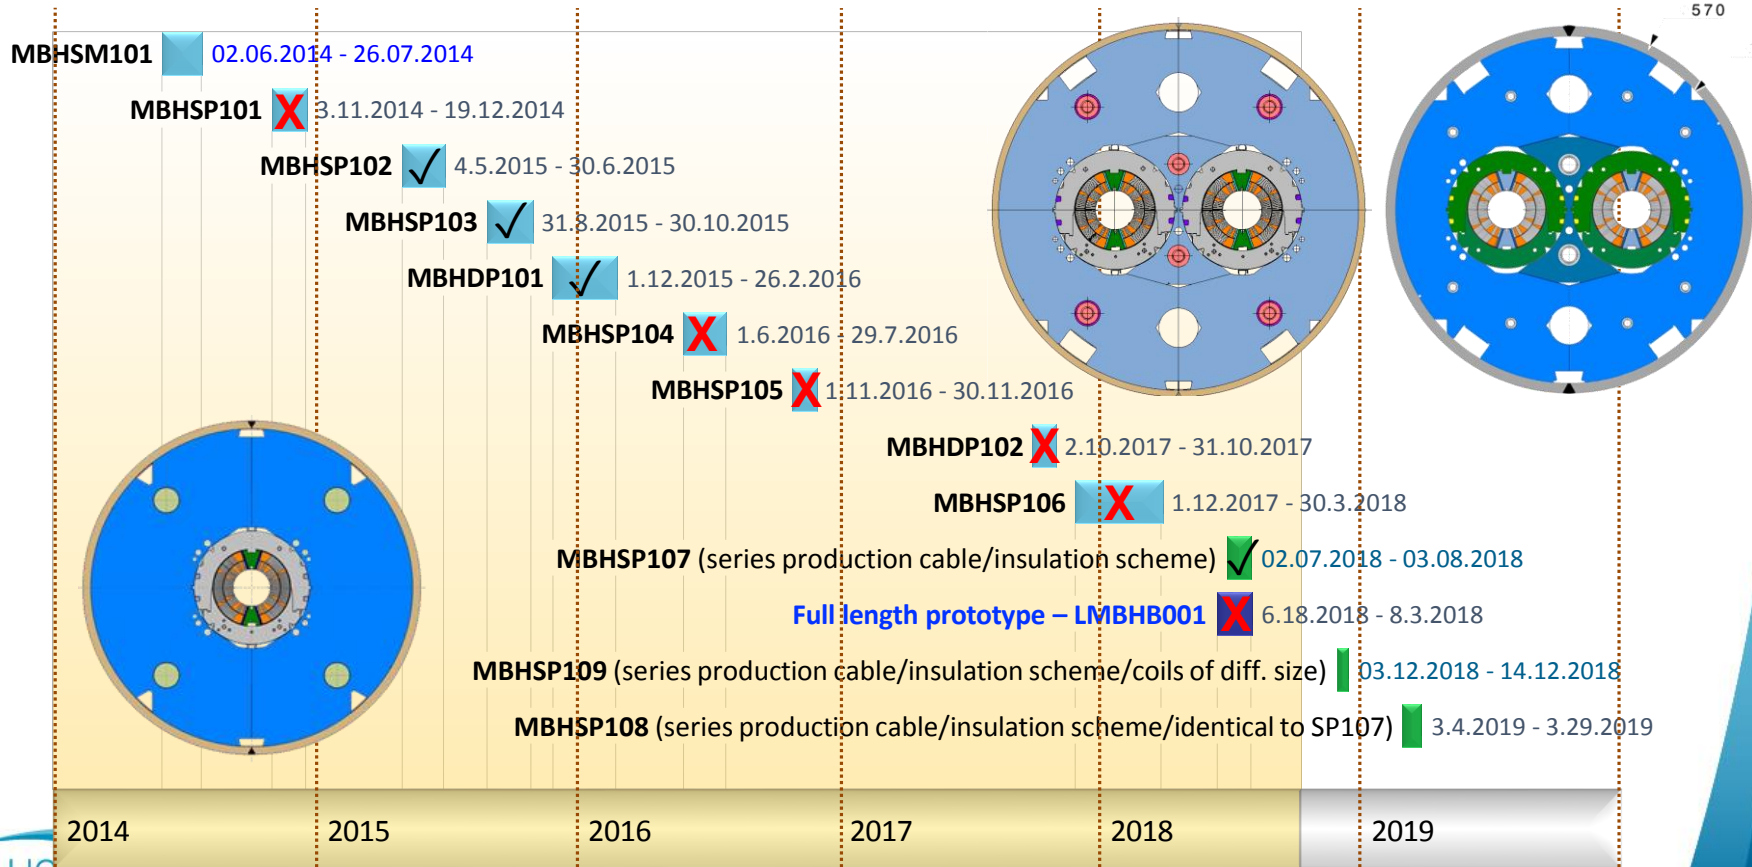 570
MBHSM101 02.06.2014 - 26.07.2014
MBHSP101 X 3.11.2014 - 19.12.2014
MBHSP102 ✓ 4.5.2015 - 30.6.2015
MBHSP103 ✓ 31.8.2015 - 30.10.2015
MBHDP101 ✓ 1.12.2015 - 26.2.2016
MBHSP104 X 1.6.2016 - 29.7.2016
MBHSP105 X 1.11.2016 - 30.11.2016
MBHDP102 X 2.10.2017 - 31.10.2017
MBHSP106 X 1.12.2017 - 30.3.2018
MBHSP107 (series production cable/insulation scheme) ✓ 02.07.2018 - 03.08.2018
Full length prototype – LMBHB001 X 6.18.2018 - 8.3.2018
MBHSP109 (series production cable/insulation scheme/coils of diff. size) 03.12.2018 - 14.12.2018
MBHSP108 (series production cable/insulation scheme/identical to SP107) 3.4.2019 - 3.29.2019
2014 2015 2016 2017 2018 2019